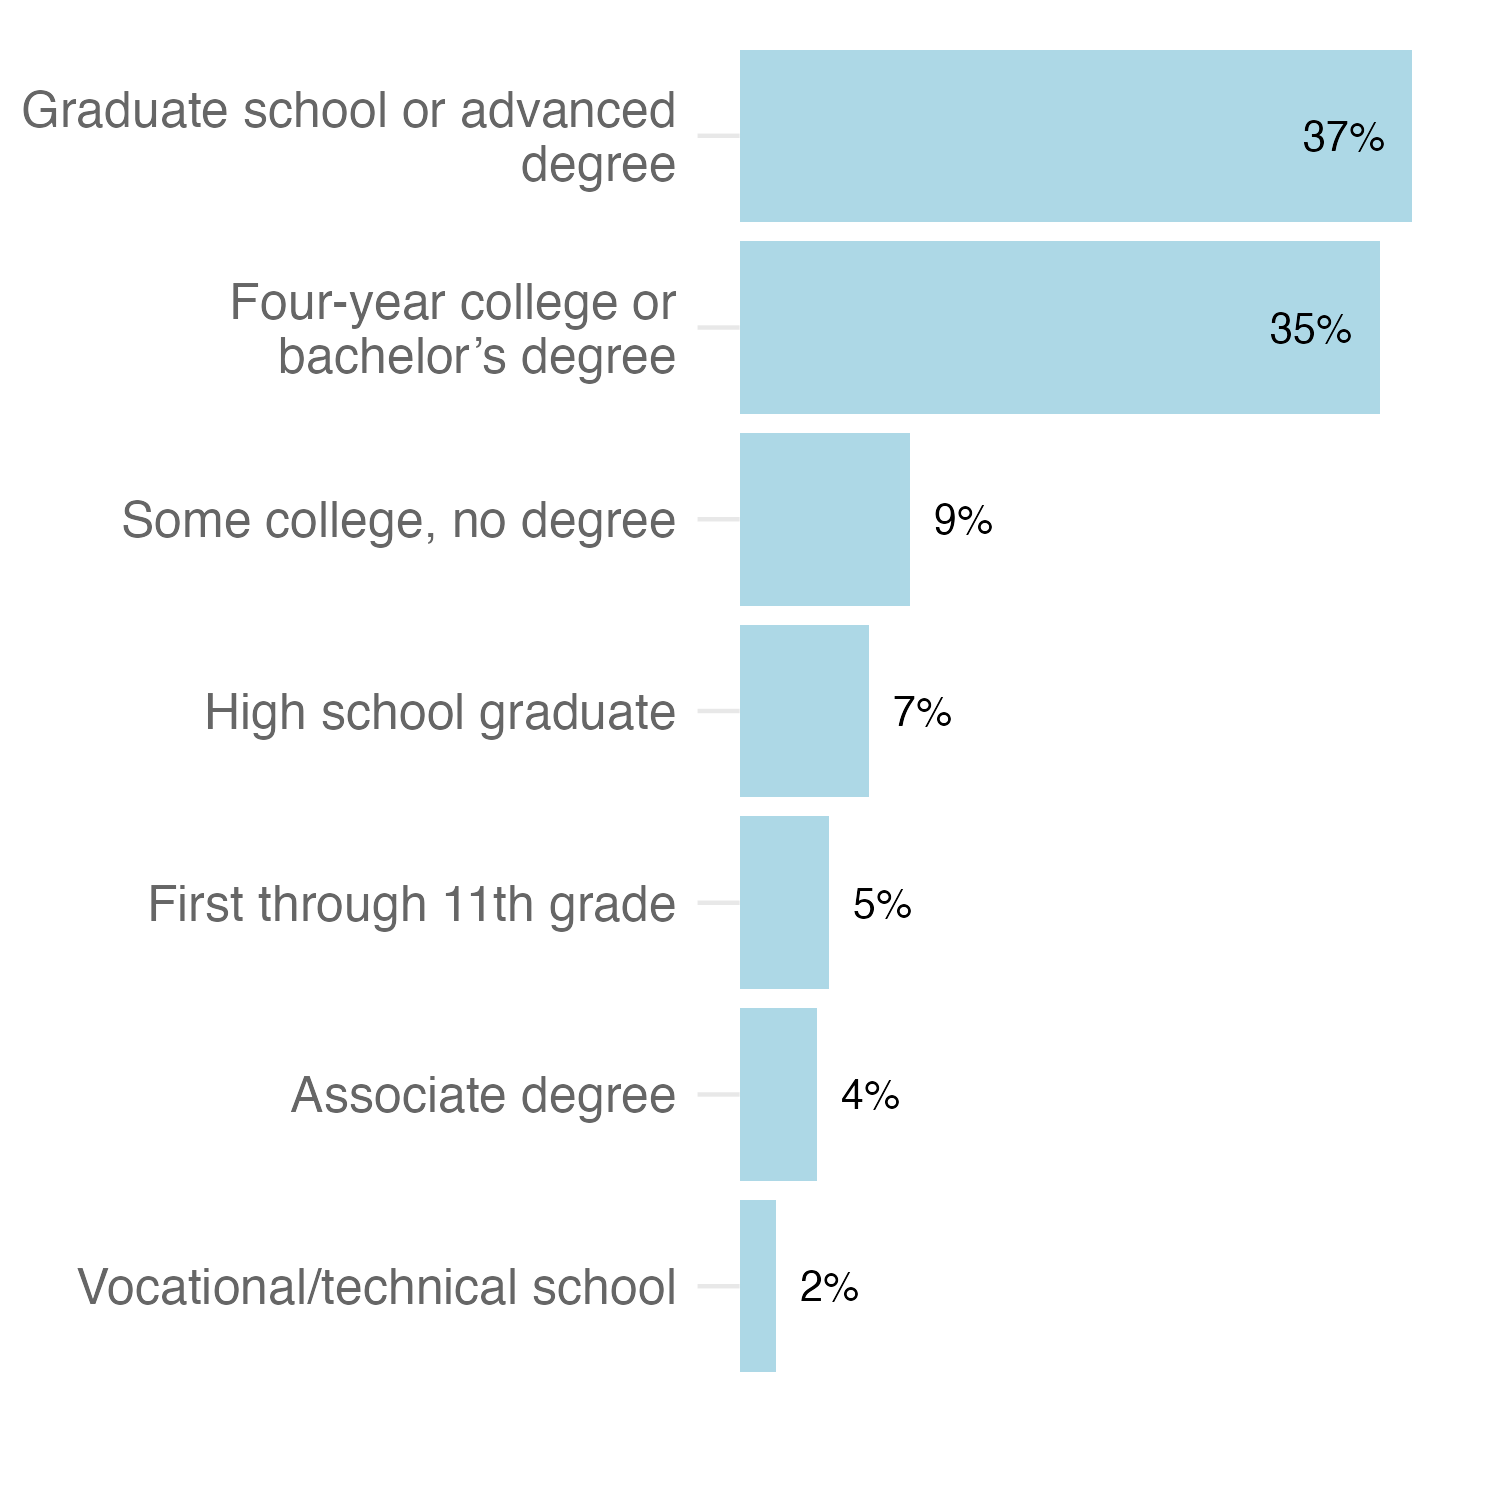 Graduate school or advanced
degree
37%
Four-year college or
bachelor’s degree
35%
Some college, no degree
9%
High school graduate
7%
First through 11th grade
5%
Associate degree
4%
Vocational/technical school
2%